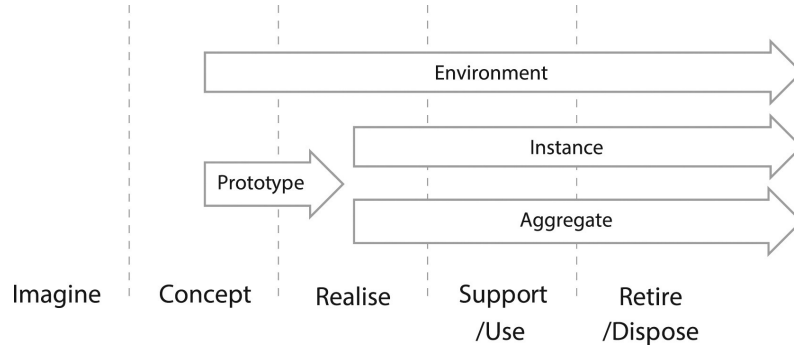 Environment
Instance
Prototype
Aggregate
Imagine
Concept
Realise
Support
/Use
Retire
/Dispose